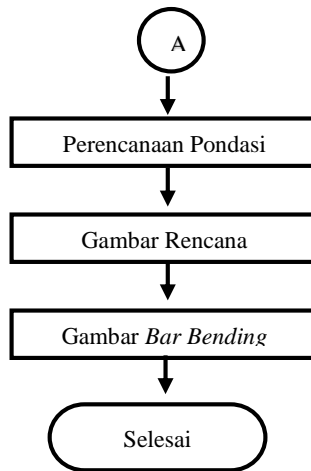 A
Perencanaan Pondasi
Gambar Rencana
Gambar Bar Bending
Selesai